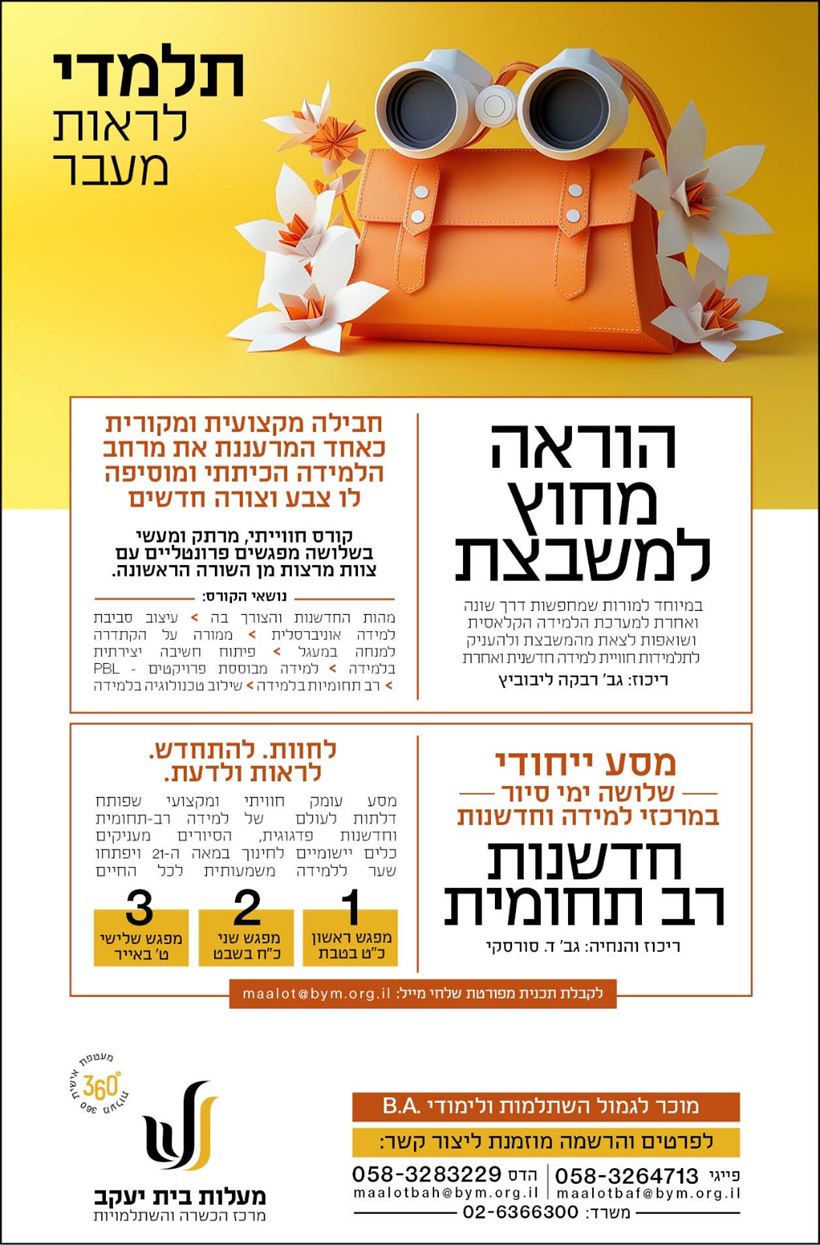 תלמדי
לראות
מעבר
הוראה
מחוץ
למשבצת
במיוחד למורות שמחפשות דרך שונה
ואחרת למערכת הלמידה הקלאסית
ושואפות לצאת מהמשבצת ולהעניק
לתלמידות חוויית למידה חדשנית ואחרת
ריכוז: גב' רבקה ליבוביץ
חבילה מקצועית ומקורית
כאחד המרעננת את מרחב
הלמידה הכיתתי ומוסיפה
לו צבע וצורה חדשים
קורס חווייתי, מרתק ומעשי
בשלושה מפגשים פרונטליים עם
צוות מרצות מן השורה הראשונה.
נושאי הקורס:
מהות החדשנות והצורך בה > עיצוב סביבת
למידה אוניברסלית > ממורה על הקתדרה
למנחה במעגל > פיתוח חשיבה יצירתית
בלמידה > למידה מבוססת פרויקטים - PBL
> רב תחומיות בלמידה > שילוב טכנולוגיה בלמידה
מסע ייחודי
שלושה ימי סיור
במרכזי למידה וחדשנות
חדשנות
רב תחומית
ריכוז והנחיה: גב' ד. סורסקי
לחוות. להתחדש.
לראות ולדעת.
מסע עומק חוויתי ומקצועי שפותח
דלתות לעולם של למידה רב-תחומית
וחדשנות פדגוגית, הסיורים מעניקים
כלים יישומיים לחינוך במאה ה-21 ויפתחו
שער ללמידה משמעותית לכל החיים
1
מפגש ראשון
כ"ט בטבת
2
מפגש שני
כ"ח בשבט
3
מפגש שלישי
ט' באייר
לקבלת תכנית מפורטת שלחי מייל: maalot@bym.org.il
מוכר לגמול השתלמות ולימודי .B.A
לפרטים והרשמה מוזמנת ליצור קשר:
פייגי 058-3264713 | הדס 058-3283229
maalotbaf@bym.org.il | maalotbah@bym.org.il
משרד: 02-6366300
מעטפת אישית 360 מעלות
360°
מעלות בית יעקב
מרכז הכשרה והשתלמויות